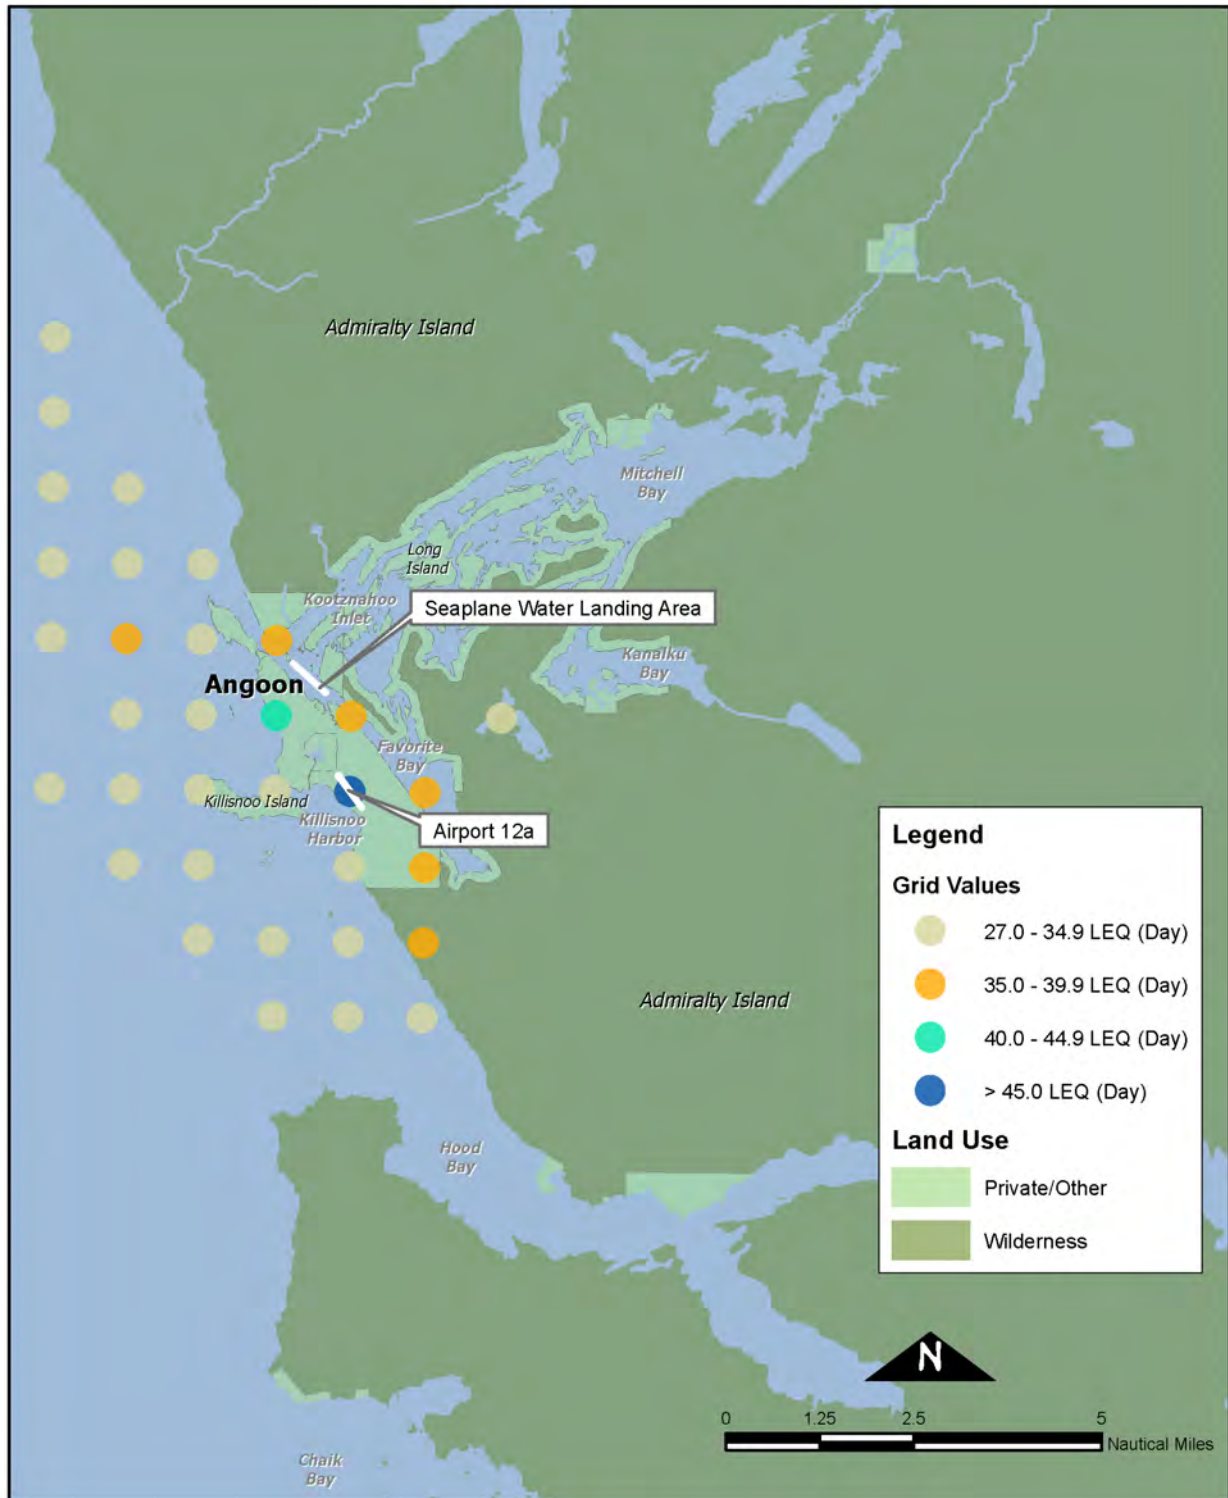 Admiralty Island
Mitchell
Bay
Long
Island
Kootznahoo
Inlet
Seaplane Water Landing Area
Kanalku
Bay
Angoon
Favorite
Bay
Killisnoo Island
Killisnoo
Harbor
Airport 12a
Legend
Grid Values
27.0 - 34.9 LEQ (Day)
35.0 - 39.9 LEQ (Day)
40.0 - 44.9 LEQ (Day)
> 45.0 LEQ (Day)
Land Use
Private/Other
Wilderness
Admiralty Island
Hood
Bay
N
0 1.25 2.5 5
Nautical Miles
Chaik
Bay